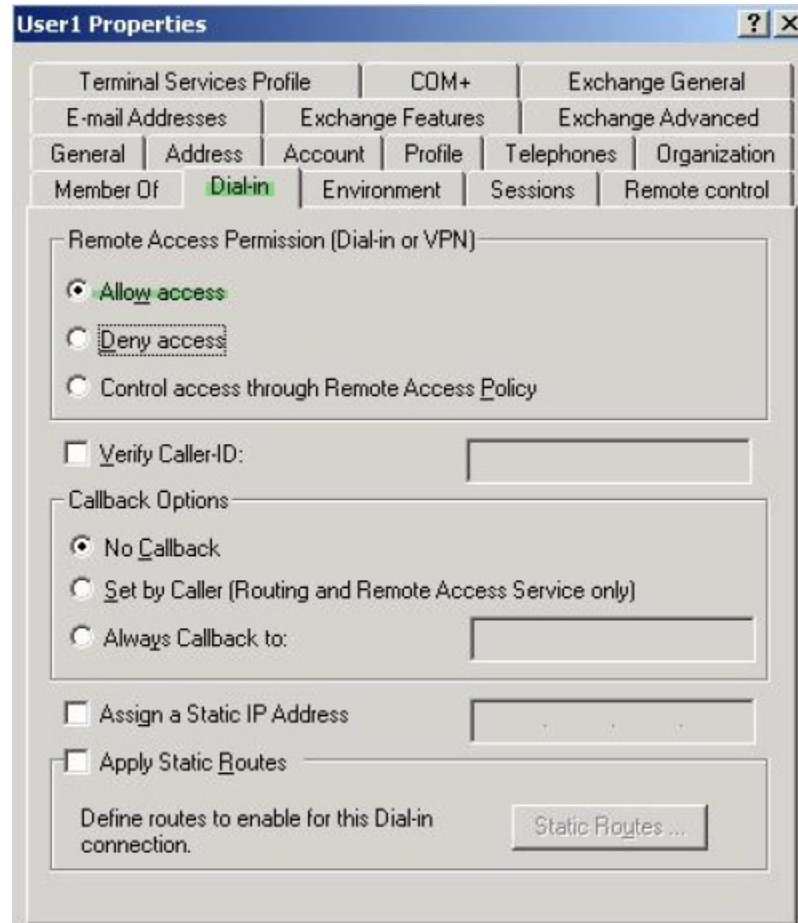 User1 Properties
Terminal Services Profile COM+ Exchange General
E-mail Addresses Exchange Features Exchange Advanced
General Address Account Profile Telephones Organization
Member Of Dial-in Environment Sessions Remote control
Remote Access Permission (Dial-in or VPN)
Allow access
Deny access
Control access through Remote Access Policy
Verify Caller-ID:
Callback Options
No Callback
Set by Caller (Routing and Remote Access Service only)
Always Callback to:
Assign a Static IP Address
Apply Static Routes
Define routes to enable for this Dial-in
connection.
Static Routes ...